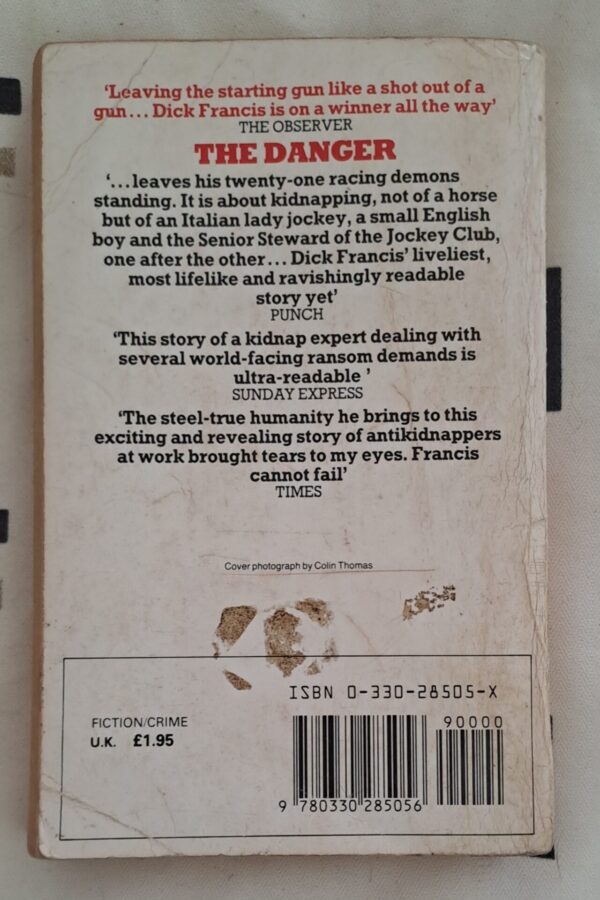 ‘Leaving the starting gun like a shot out of a
gun... Dick Francis is on a winner all the way’
THE OBSERVER
THE DANGER
‘...leaves his twenty-one racing demons
standing. It is about kidnapping, not of a horse
but of an Italian lady jockey, a small English
boy and the Senior Steward of the Jockey Club,
one after the other... Dick Francis’ liveliest,
most lifelike and ravishingly readable
story yet’
PUNCH
‘This story of a kidnap expert dealing with
several world-facing ransom demands is
ultra-readable ’
SUNDAY EXPRESS
‘The steel-true humanity he brings to this
exciting and revealing story of antikidnappers
at work brought tears to my eyes. Francis
cannot fail’
TIMES
Cover photograph by Colin Thomas
ISBN 0-330-28505-X
FICTION/CRIME
U.K. £1.95
90000
9 780330 285056